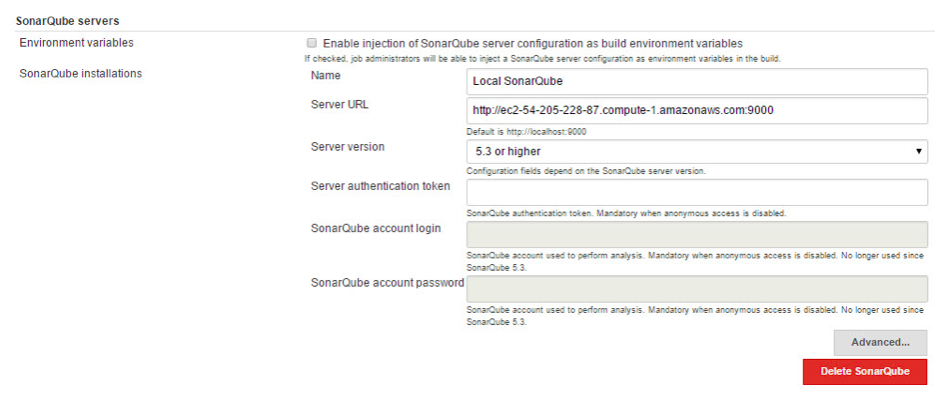 SonarQube servers
Environment variables
Enable injection of SonarQube server configuration as build environment variables
If checked, job administrators will be able to inject a SonarQube server configuration as environment variables in the build.
SonarQube installations
Name
Local SonarQube
Server URL
http://ec2-54-205-228-87.compute-1.amazonaws.com:9000
Default is http://localhost:9000
Server version
5.3 or higher
Configuration fields depend on the SonarQube server version.
Server authentication token
SonarQube authentication token. Mandatory when anonymous access is disabled.
SonarQube account login
SonarQube account used to perform analysis. Mandatory when anonymous access is disabled. No longer used since
SonarQube 5.3.
SonarQube account password
SonarQube account used to perform analysis. Mandatory when anonymous access is disabled. No longer used since
SonarQube 5.3.
Advanced...
Delete SonarQube